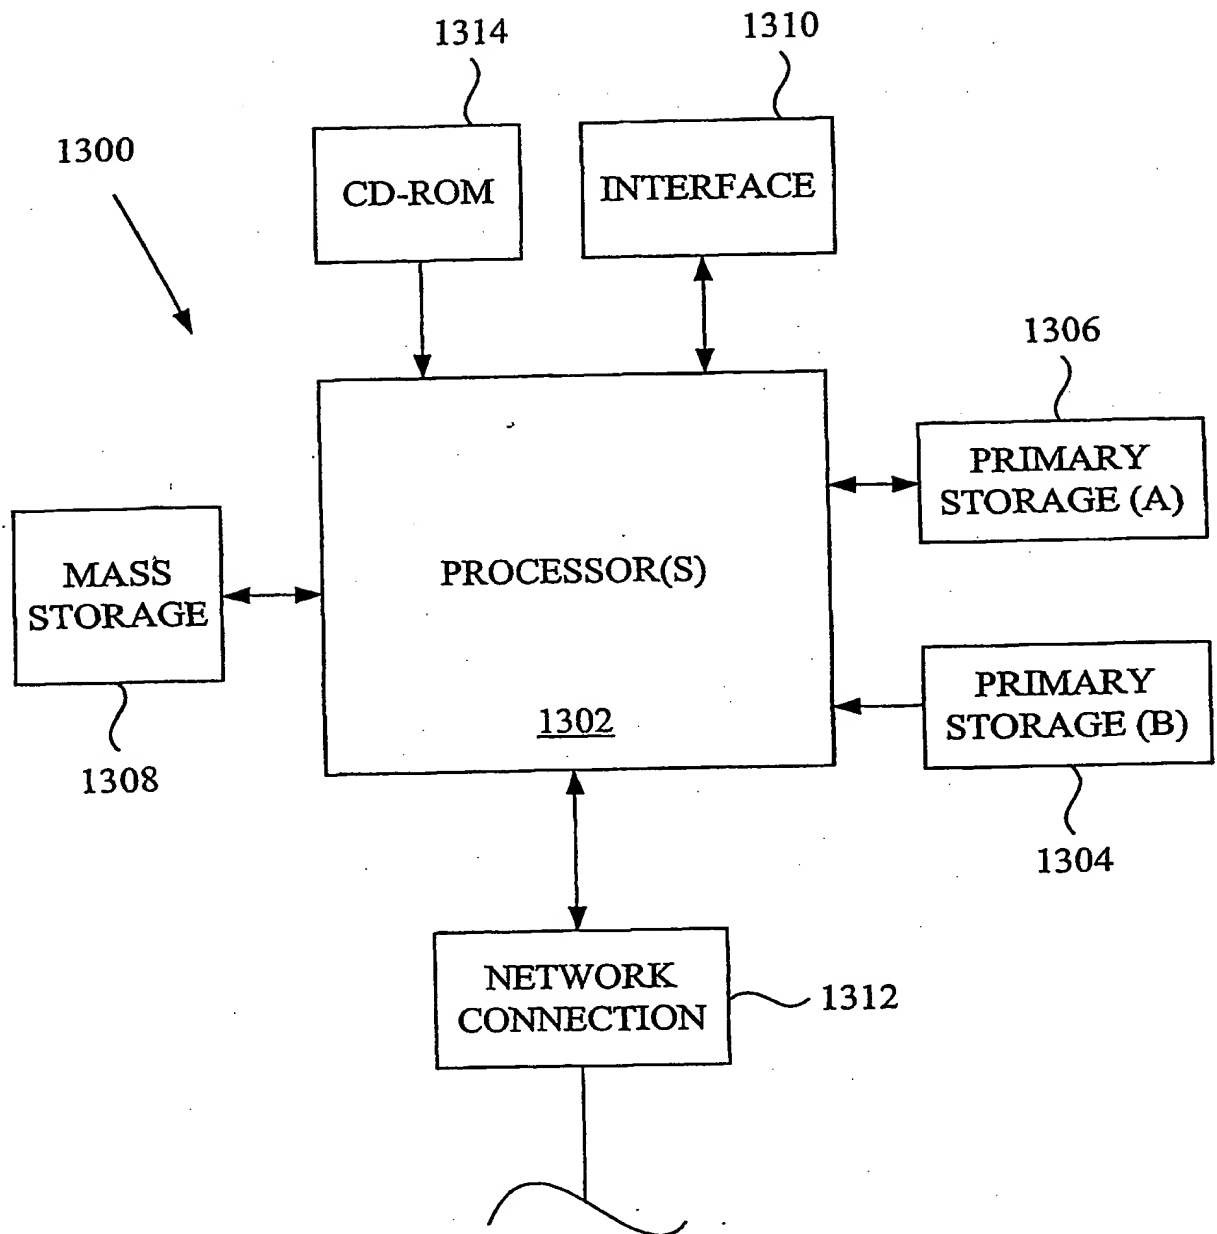 1314
1310
1300
CD-ROM
INTERFACE
1306
PRIMARY
STORAGE (A)
MASS
STORAGE
PROCESSOR(S)
1302
1308
PRIMARY
STORAGE (B)
1304
NETWORK
CONNECTION
1312